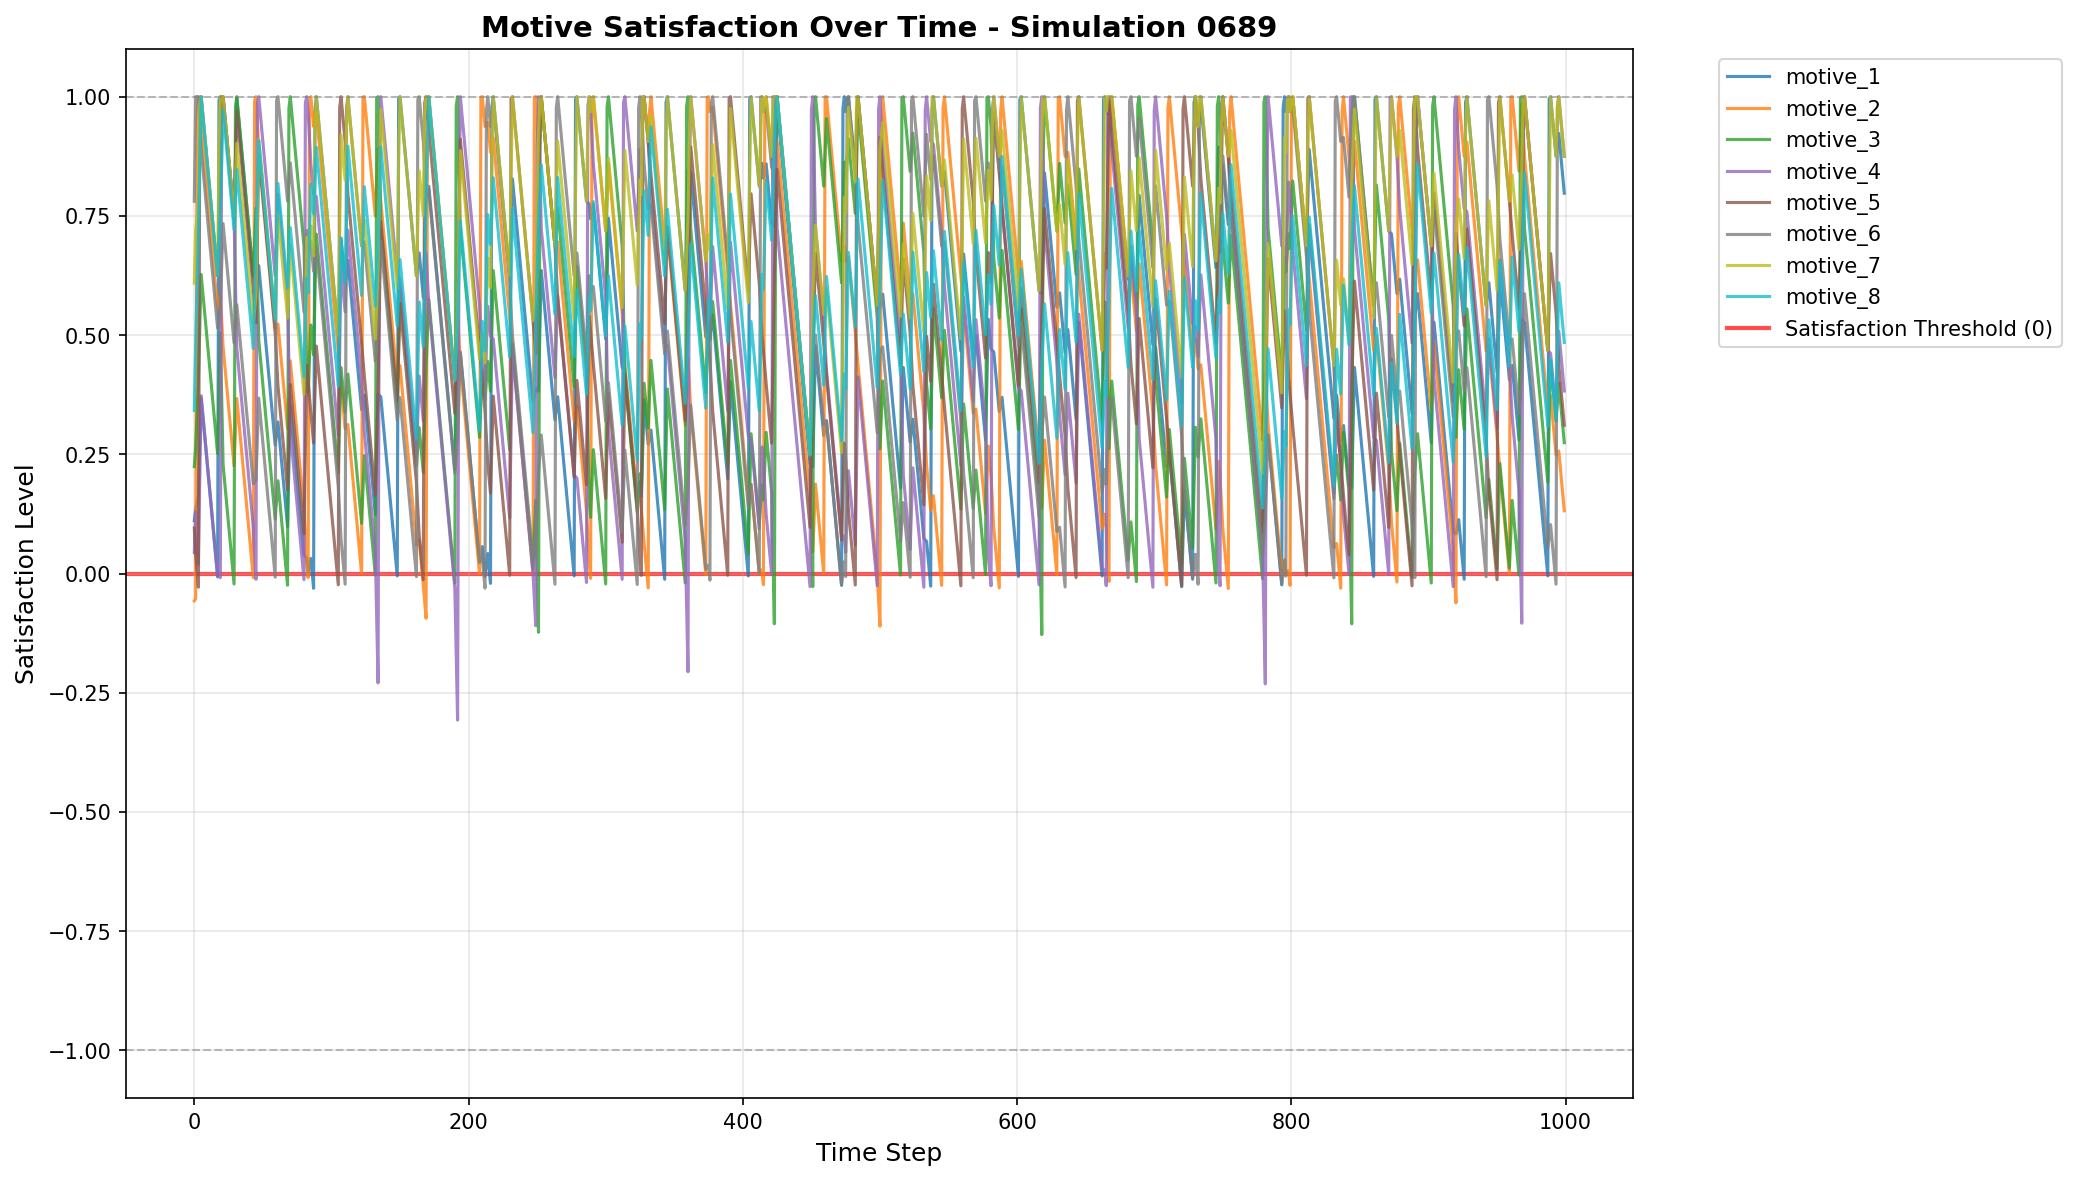 Motive Satisfaction Over Time - Simulation 0689
1.00
0.75
0.50
0.25
0.00
−0.25
−0.50
−0.75
−1.00
Satisfaction Level
0
200
400
600
800
1000
Time Step
motive_1
motive_2
motive_3
motive_4
motive_5
motive_6
motive_7
motive_8
Satisfaction Threshold (0)